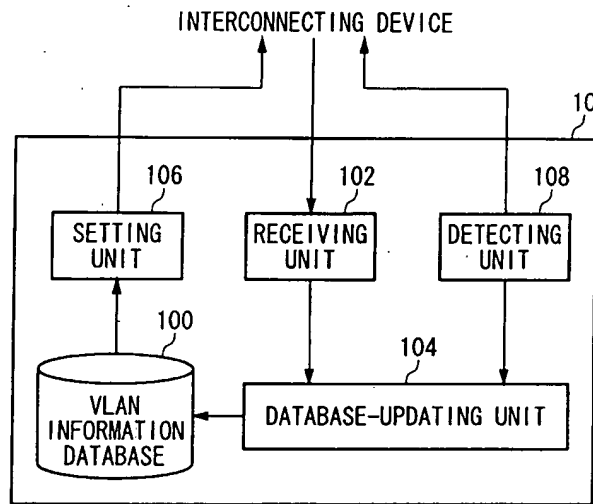 INTERCONNECTING DEVICE
10
106
102
108
SETTING
UNIT
RECEIVING
UNIT
DETECTING
UNIT
100
104
VLAN
INFORMATION
DATABASE
DATABASE-UPDATING UNIT